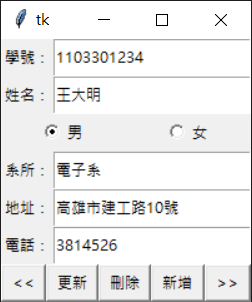 tk
學號： 1103301234
姓名： 王大明
男 女
系所： 電子系
地址： 高雄市建工路10號
電話： 3814526
<< 更新 刪除 新增 >>